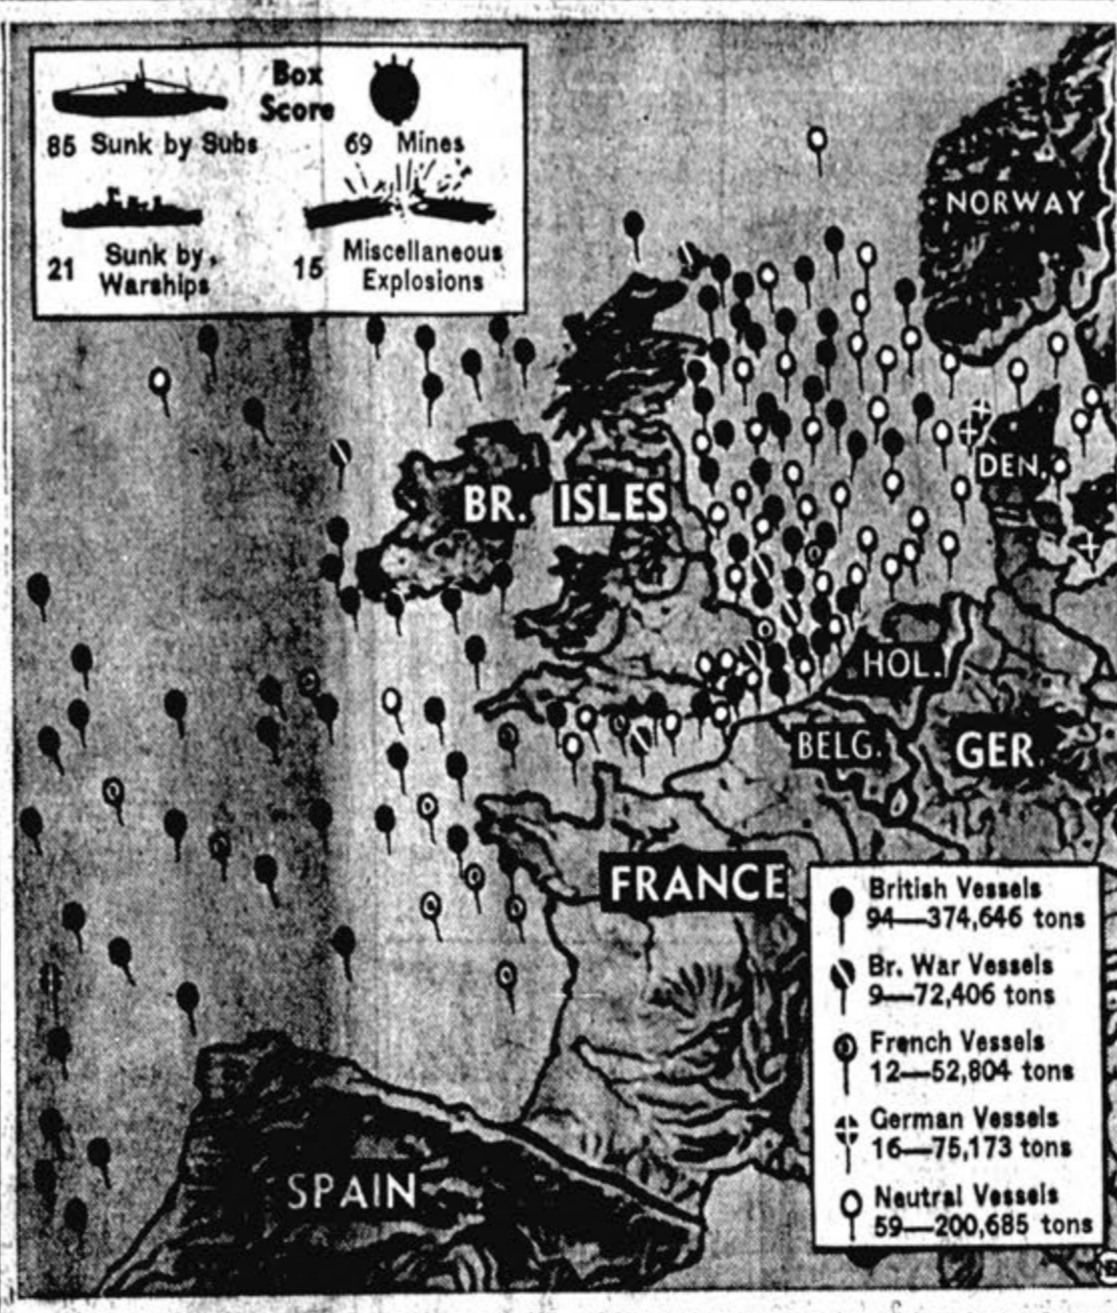 Box
Score
85 Sunk by Subs
69 Mines
21 Sunk by
Warships
15 Miscellaneous
Explosions
NORWAY
DEN.
BR. ISLES
HOL.
BELG.
GER.
FRANCE
SPAIN
British Vessels
94—374,646 tons
Br. War Vessels
9—72,406 tons
French Vessels
12—52,804 tons
German Vessels
16—75,173 tons
Neutral Vessels
59—200,685 tons